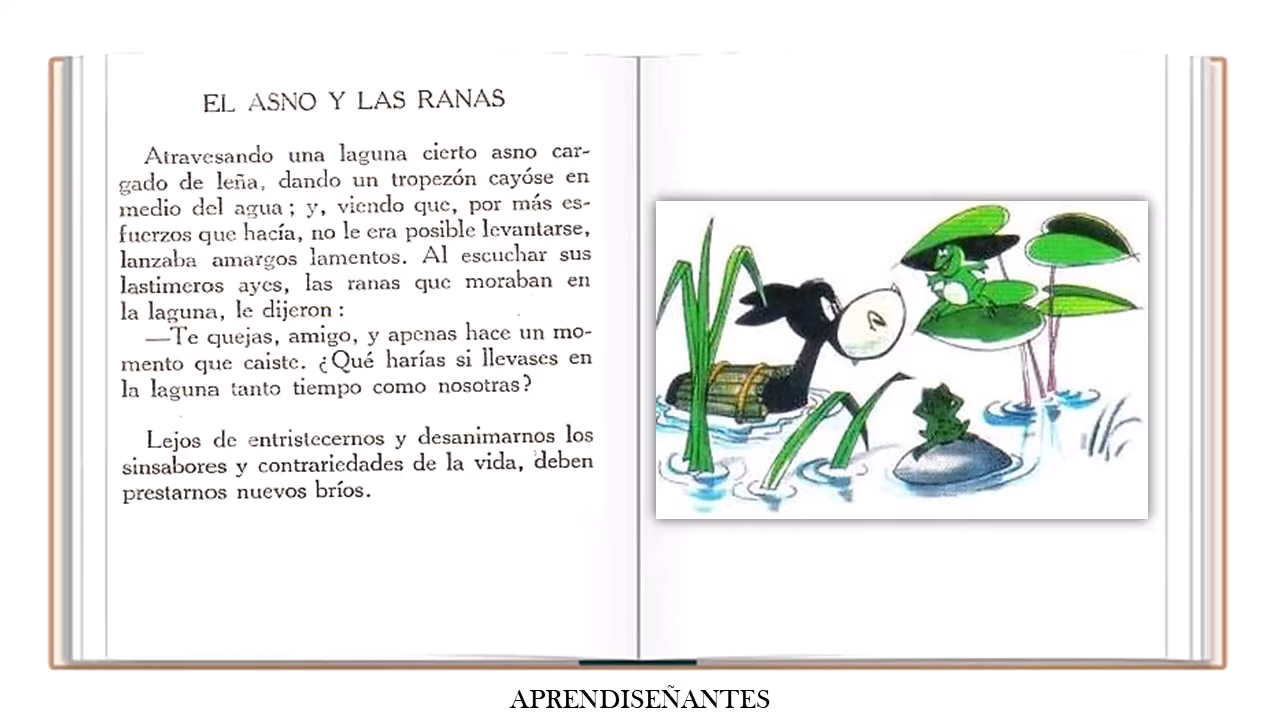 EL ASNO Y LAS RANAS
Atravesando una laguna cierto asno car-
gado de leña, dando un tropezón cayóse en
medio del agua; y, viendo que, por más es-
fuerzos que hacía, no le era posible levantarse,
lanzaba amargos lamentos. Al escuchar sus
lastimeros ayes, las ranas que moraban en
la laguna, le dijeron:
—Te quejas, amigo, y apenas hace un mo-
mento que caiste. ¿Qué harías si llevases en
la laguna tanto tiempo como nosotras?
Lejos de entristecernos y desanimarnos los
sinsabores y contrariedades de la vida, deben
prestarnos nuevos bríos.
APRENDISEÑANTES